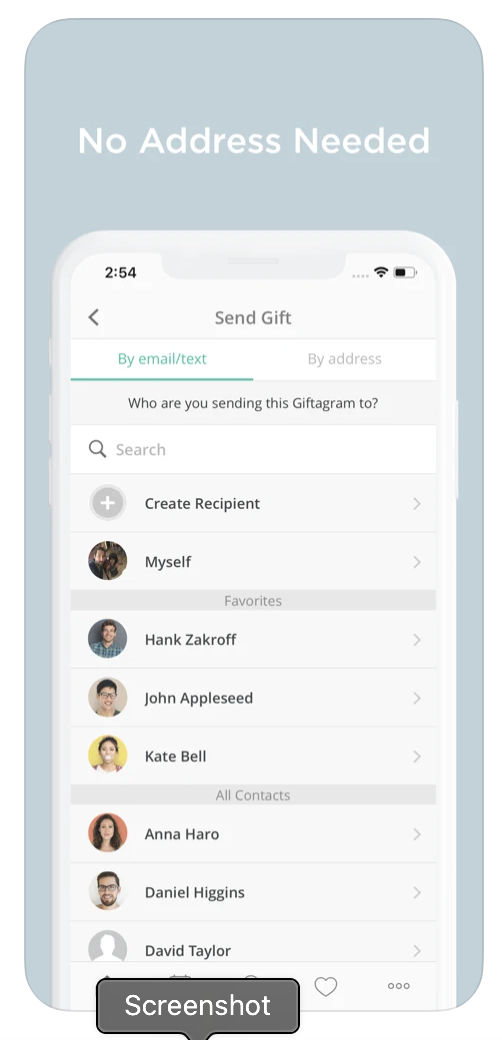 No Address Needed
2:54
Send Gift
By email/text By address
Who are you sending this Giftagram to?
Search
Create Recipient
Myself
Favorites
Hank Zakroff
John Appleseed
Kate Bell
All Contacts
Anna Haro
Daniel Higgins
David Taylor
Screenshot